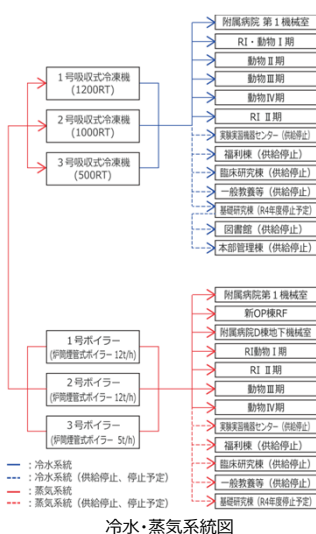 附属病院 第1機械室
RI・動物Ⅰ期
動物Ⅱ期
動物Ⅲ期
動物Ⅳ期
RI Ⅱ期
実験実習機器センター（供給停止）
福利棟（供給停止）
臨床研究棟（供給停止）
一般教養等（供給停止）
基礎研究棟（R4年度停止予定）
図書館（供給停止）
本部管理棟（供給停止）
1号吸収式冷凍機
(1200RT)
2号吸収式冷凍機
(1000RT)
3号吸収式冷凍機
(500RT)
附属病院第1機械室
新OP棟RF
附属病院D棟地下機械室
RI動物Ⅰ期
RI Ⅱ期
動物Ⅲ期
動物Ⅳ期
実験実習機器センター（供給停止）
福利棟（供給停止）
臨床研究棟（供給停止）
一般教養等（供給停止）
基礎研究棟（R4年度停止予定）
1号ボイラー
(炉筒煙管式ボイラー 12t/h)
2号ボイラー
(炉筒煙管式ボイラー 12t/h)
3号ボイラー
(炉筒煙管式ボイラー 5t/h)
：冷水系統
：冷水系統（供給停止、停止予定）
：蒸気系統
：蒸気系統（供給停止、停止予定）
冷水・蒸気系統図